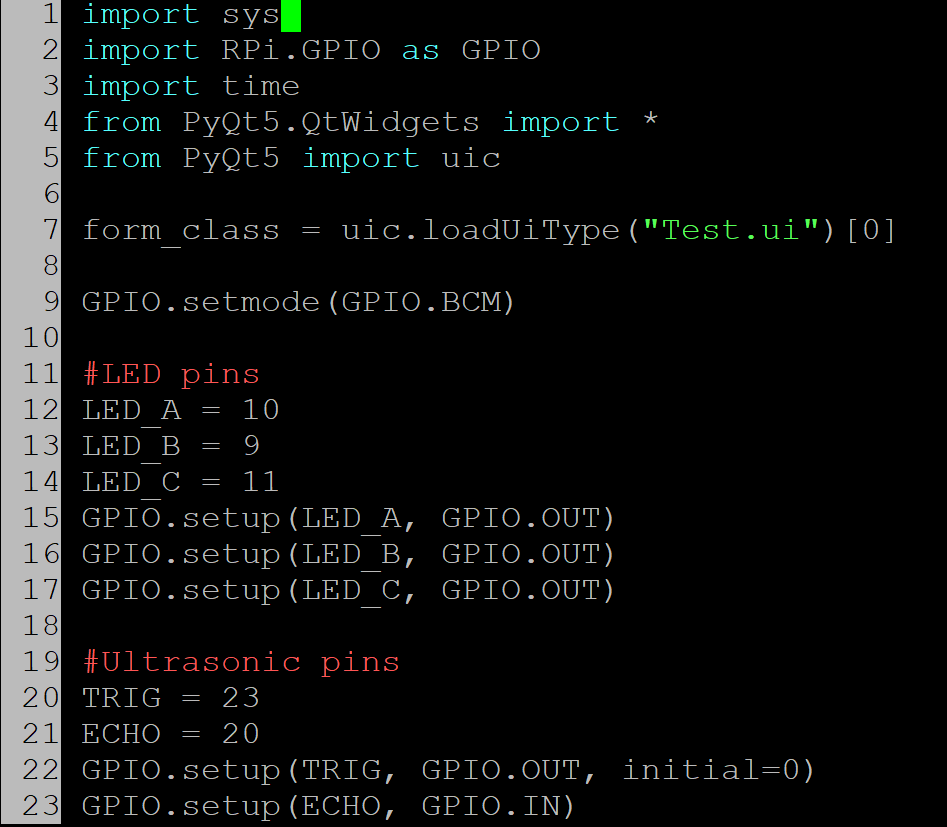 1 import sys
2 import RPi.GPIO as GPIO
3 import time
4 from PyQt5.QtWidgets import *
5 from PyQt5 import uic
6
7 form_class = uic.loadUiType("Test.ui")[0]
8
9 GPIO.setmode(GPIO.BCM)
10
11 #LED pins
12 LED_A = 10
13 LED_B = 9
14 LED_C = 11
15 GPIO.setup(LED_A, GPIO.OUT)
16 GPIO.setup(LED_B, GPIO.OUT)
17 GPIO.setup(LED_C, GPIO.OUT)
18
19 #Ultrasonic pins
20 TRIG = 23
21 ECHO = 20
22 GPIO.setup(TRIG, GPIO.OUT, initial=0)
23 GPIO.setup(ECHO, GPIO.IN)